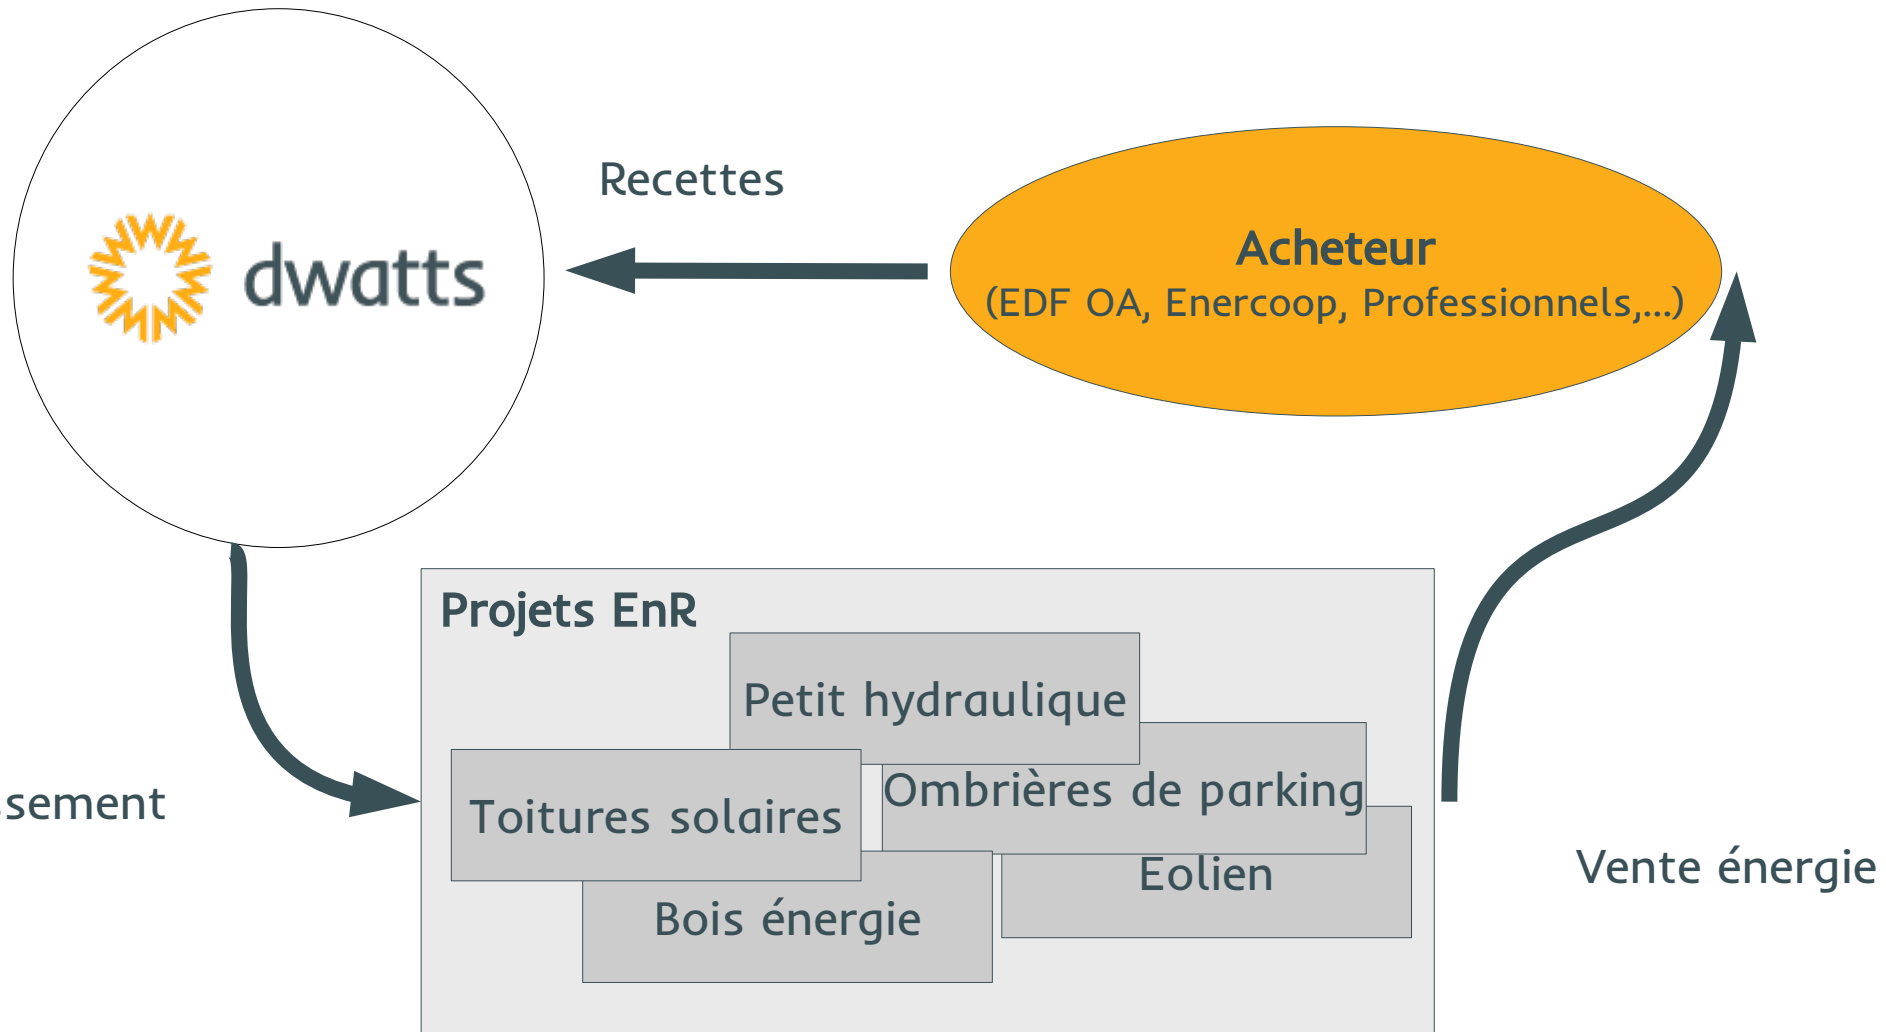 Recettes
dwatts
Acheteur
(EDF OA, Enercoop, Professionnels,...)
Projets EnR
Petit hydraulique
Ombrières de parking
Toitures solaires
Eolien
Bois énergie
Vente énergie